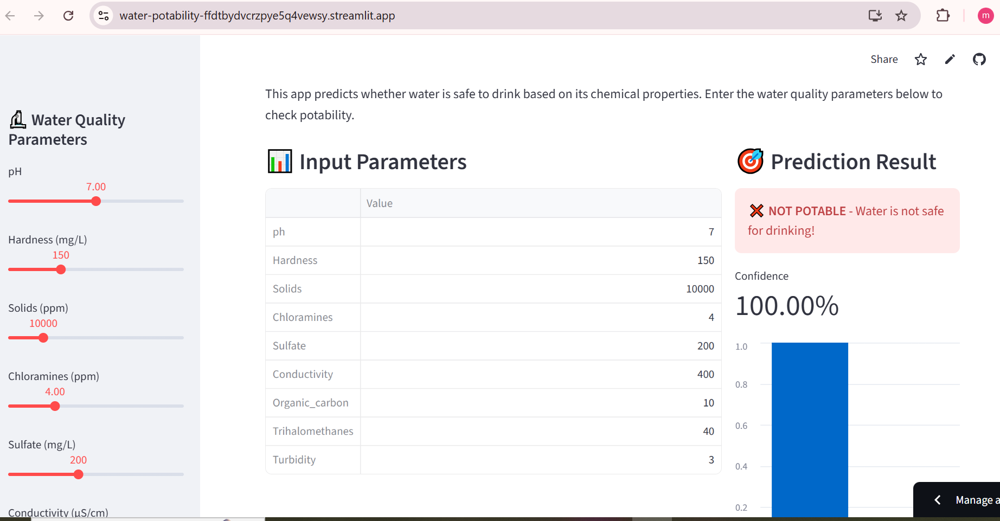 water-potability-ffdtbydvcrzpye5q4vewsy.streamlit.app
m
Share
Water Quality
Parameters
pH
7.00
Hardness (mg/L)
150
Solids (ppm)
10000
Chloramines (ppm)
4.00
Sulfate (mg/L)
200
Conductivity (µS/cm)
This app predicts whether water is safe to drink based on its chemical properties. Enter the water quality parameters below to
check potability.
Input Parameters
Value
ph 7
Hardness 150
Solids 10000
Chloramines 4
Sulfate 200
Conductivity 400
Organic_carbon 10
Trihalomethanes 40
Turbidity 3
Prediction Result
NOT POTABLE - Water is not safe
for drinking!
Confidence
100.00%
1.0
0.8
0.6
0.4
0.2
Manage a